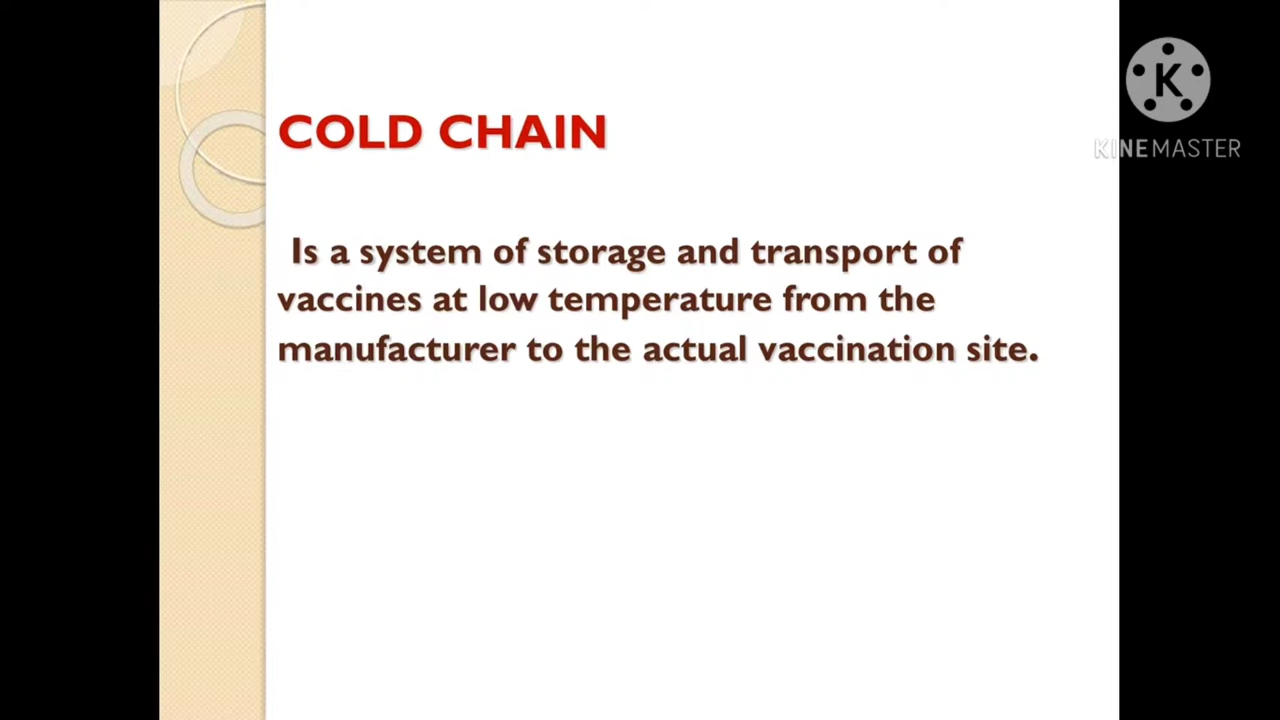 COLD CHAIN
K
KINEMASTER
Is a system of storage and transport of
vaccines at low temperature from the
manufacturer to the actual vaccination site.